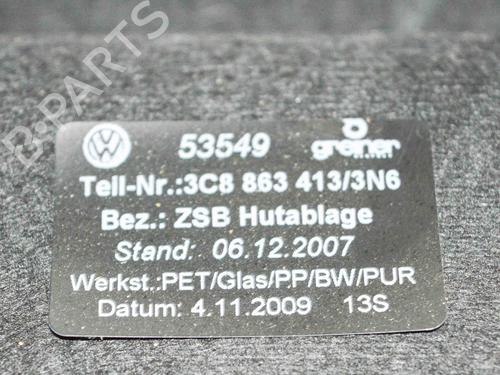 B-PARTS
53549 greiner
Teil-Nr.:3C8 863 413/3N6
Bez.: ZSB Hutablage
Stand: 06.12.2007
Werkst.:PET/Glas/PP/BW/PUR
Datum: 4.11.2009 13S